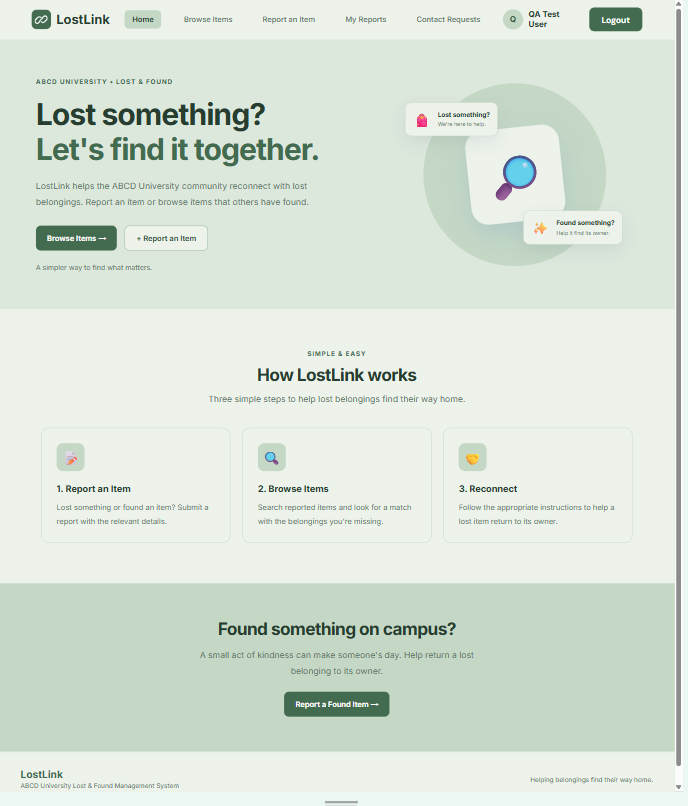 LostLink
Home
Browse Items
Report an Item
My Reports
Contact Requests
Q
QA Test
User
Logout
ABCD UNIVERSITY • LOST & FOUND
Lost something?
Let's find it together.
LostLink helps the ABCD University community reconnect with lost
belongings. Report an item or browse items that others have found.
Browse Items →
+ Report an Item
A simpler way to find what matters.
Lost something?
We're here to help.
Found something?
Help it find its owner.
SIMPLE & EASY
How LostLink works
Three simple steps to help lost belongings find their way home.
1. Report an Item
Lost something or found an item? Submit a
report with the relevant details.
2. Browse Items
Search reported items and look for a match
with the belongings you're missing.
3. Reconnect
Follow the appropriate instructions to help a
lost item return to its owner.
Found something on campus?
A small act of kindness can make someone's day. Help return a lost
belonging to its owner.
Report a Found Item →
LostLink
ABCD University Lost & Found Management System
Helping belongings find their way home.